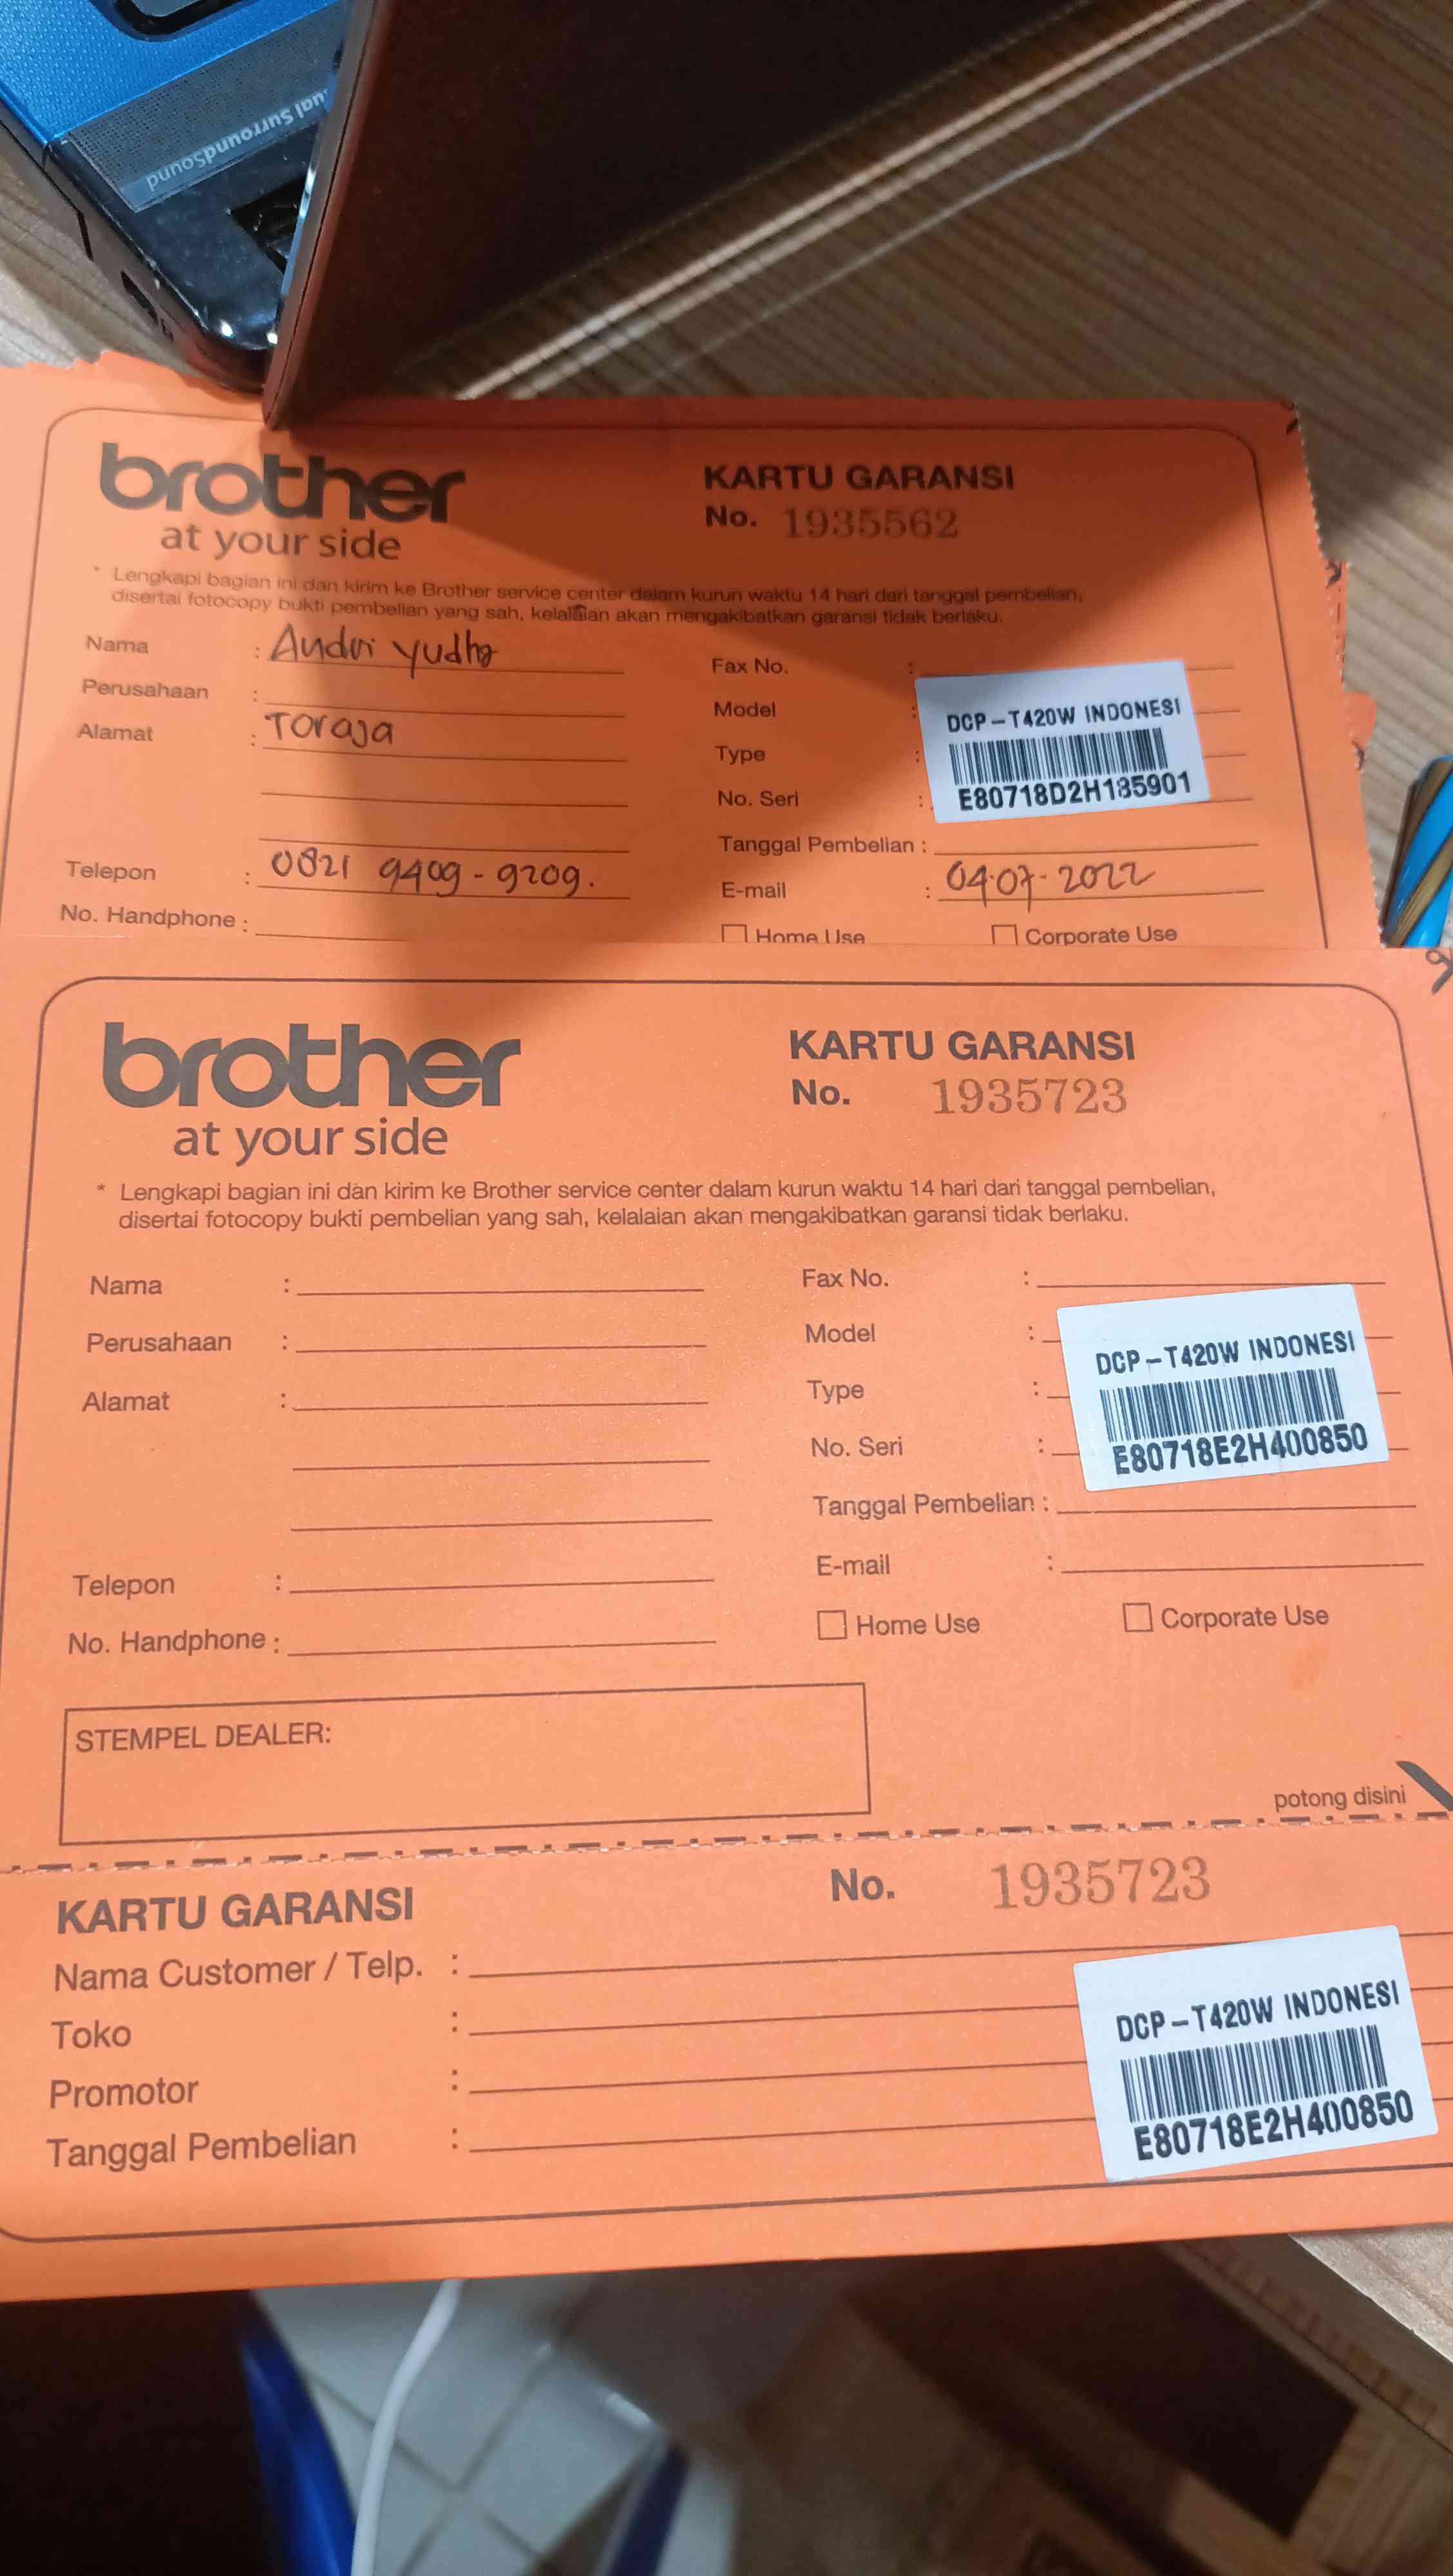 Virtual SurroundSound
brother
at your side
KARTU GARANSI
No. 1935562
* Lengkapi bagian ini dan kirim ke Brother service center dalam kurun waktu 14 hari dari tanggal pembelian,
disertai fotocopy bukti pembelian yang sah, kelalaian akan mengakibatkan garansi tidak berlaku.
Nama : Andri Yudha
Perusahaan :
Alamat : Toraja
Telepon : 0821 9409-9209.
No. Handphone :
Fax No. :
Model :
Type :
No. Seri :
DCP-T420W INDONESI
E80718D2H185901
Tanggal Pembelian :
E-mail : 04-07-2022
Home Use Corporate Use
brother
at your side
KARTU GARANSI
No. 1935723
* Lengkapi bagian ini dan kirim ke Brother service center dalam kurun waktu 14 hari dari tanggal pembelian,
disertai fotocopy bukti pembelian yang sah, kelalaian akan mengakibatkan garansi tidak berlaku.
Nama :
Perusahaan :
Alamat :
Telepon :
No. Handphone :
Fax No. :
Model :
Type :
No. Seri :
DCP-T420W INDONESI
E80718E2H400850
Tanggal Pembelian :
E-mail :
Home Use Corporate Use
STEMPEL DEALER:
potong disini
KARTU GARANSI
No. 1935723
Nama Customer / Telp. :
Toko :
Promotor :
Tanggal Pembelian :
DCP-T420W INDONESI
E80718E2H400850